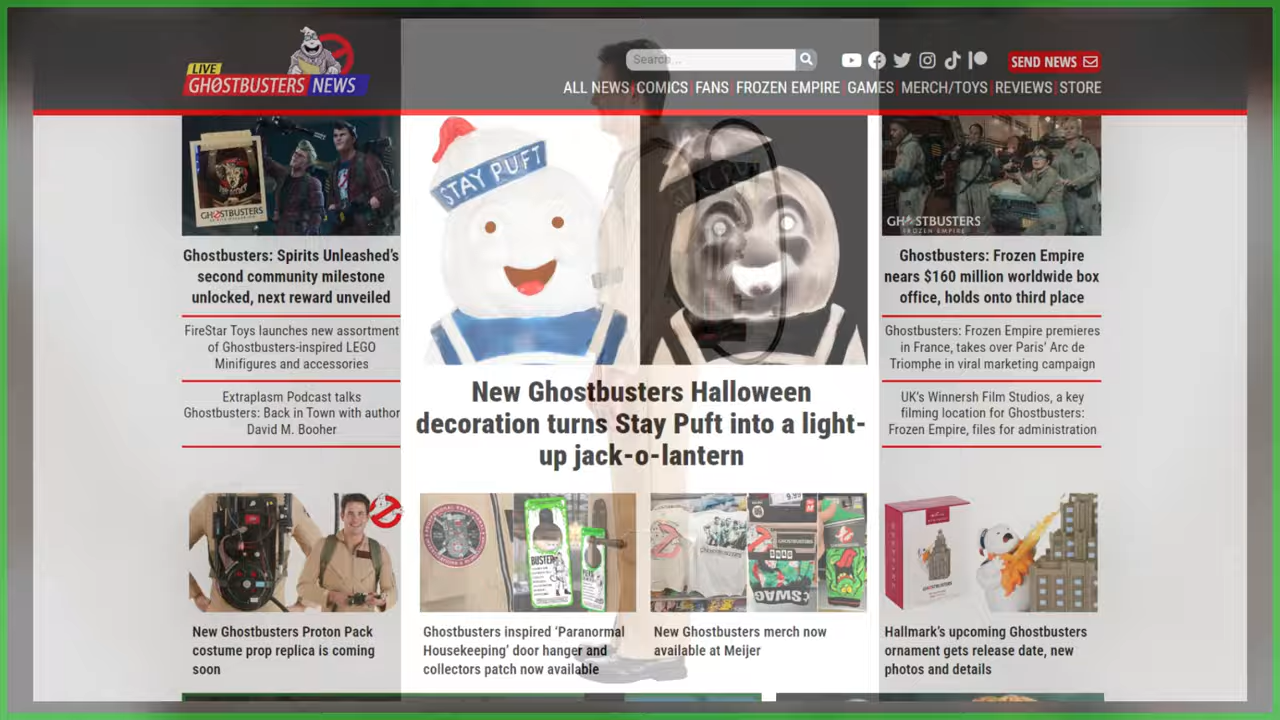 LIVE
GHOSTBUSTERS NEWS
Search...
SEND NEWS
ALL NEWS COMICS FANS FROZEN EMPIRE GAMES MERCH/TOYS REVIEWS STORE
STAY PUFT
STAY PUFT
GHOSTBUSTERS
GHOSTBUSTERS
FROZEN EMPIRE
Ghostbusters: Spirits Unleashed's
second community milestone
unlocked, next reward unveiled
FireStar Toys launches new assortment
of Ghostbusters-inspired LEGO
Minifigures and accessories
Extraplasm Podcast talks
Ghostbusters: Back in Town with author
David M. Booher
New Ghostbusters Halloween
decoration turns Stay Puft into a light-
up jack-o-lantern
Ghostbusters: Frozen Empire
nears $160 million worldwide box
office, holds onto third place
Ghostbusters: Frozen Empire premieres
in France, takes over Paris' Arc de
Triomphe in viral marketing campaign
UK's Winnersh Film Studios, a key
filming location for Ghostbusters:
Frozen Empire, files for administration
BUSTER
9.99
SWAG
New Ghostbusters Proton Pack
costume prop replica is coming
soon
Ghostbusters inspired ‘Paranormal
Housekeeping’ door hanger and
collectors patch now available
New Ghostbusters merch now
available at Meijer
Hallmark's upcoming Ghostbusters
ornament gets release date, new
photos and details